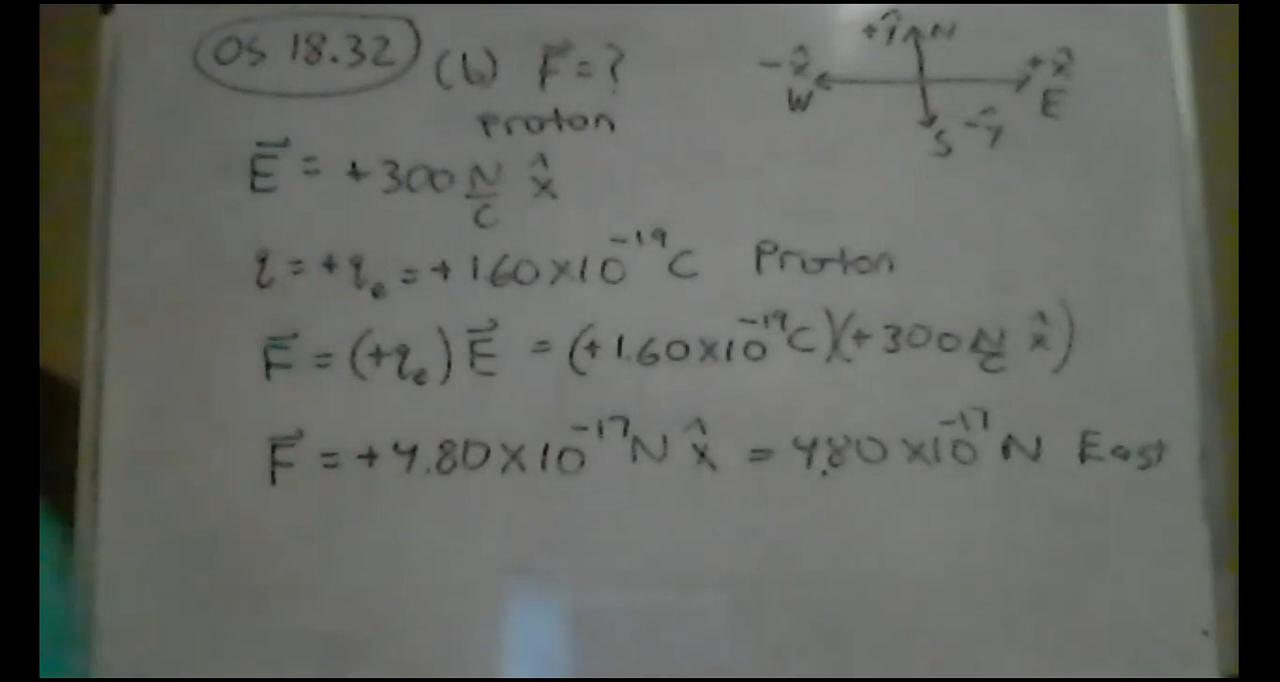 OS 18.32 (b) F⃗ = ?
Proton
+ŷ N
-x̂ +x̂
W E
S -ŷ
E⃗ = +300 N/C x̂
q = +qₑ = +1.60×10⁻¹⁹ C Proton
F⃗ = (+qₑ) E⃗ = (+1.60×10⁻¹⁹ C)(+300 N/C x̂)
F⃗ = +4.80×10⁻¹⁷ N x̂ = 4.80×10⁻¹⁷ N East